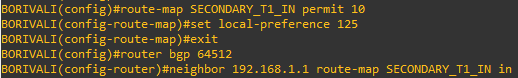 BORIVALI(config)#route-map SECONDARY_T1_IN permit 10
BORIVALI(config-route-map)#set local-preference 125
BORIVALI(config-route-map)#exit
BORIVALI(config)#router bgp 64512
BORIVALI(config-router)#neighbor 192.168.1.1 route-map SECONDARY_T1_IN in